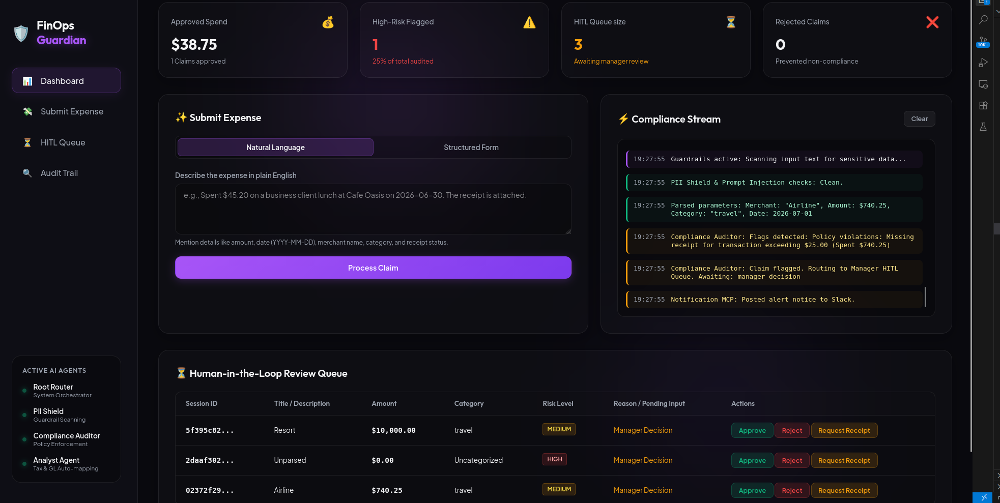 FinOps
Guardian
Dashboard
Submit Expense
HITL Queue
Audit Trail
ACTIVE AI AGENTS
Root Router
System Orchestrator
PII Shield
Guardrail Scanning
Compliance Auditor
Policy Enforcement
Analyst Agent
Tax & GL Auto-mapping
Approved Spend
$38.75
1 Claims approved
High-Risk Flagged
1
25% of total audited
HITL Queue size
3
Awaiting manager review
Rejected Claims
0
Prevented non-compliance
Submit Expense
Natural Language
Structured Form
Describe the expense in plain English
e.g., Spent $45.20 on a business client lunch at Cafe Oasis on 2026-06-30. The receipt is attached.
Mention details like amount, date (YYYY-MM-DD), merchant name, category, and receipt status.
Process Claim
Compliance Stream
Clear
19:27:55 Guardrails active: Scanning input text for sensitive data...
19:27:55 PII Shield & Prompt Injection checks: Clean.
19:27:55 Parsed parameters: Merchant: "Airline", Amount: $740.25,
Category: "travel", Date: 2026-07-01
19:27:55 Compliance Auditor: Flags detected: Policy violations: Missing
receipt for transaction exceeding $25.00 (Spent $740.25)
19:27:55 Compliance Auditor: Claim flagged. Routing to Manager HITL
Queue. Awaiting: manager_decision
19:27:55 Notification MCP: Posted alert notice to Slack.
Human-in-the-Loop Review Queue
Session ID Title / Description Amount Category Risk Level Reason / Pending Input Actions
5f395c82... Resort $10,000.00 travel MEDIUM Manager Decision Approve Reject Request Receipt
2daaf302... Unparsed $0.00 Uncategorized HIGH Manager Decision Approve Reject Request Receipt
02372f29... Airline $740.25 travel MEDIUM Manager Decision Approve Reject Request Receipt
1
10K+